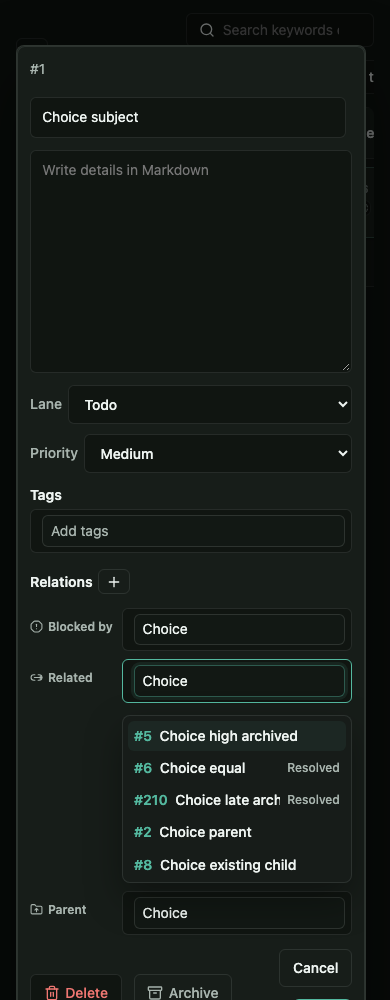 Search keywords
#1
t
Choice subject
e
Write details in Markdown
Lane Todo
Priority Medium
Tags
Add tags
Relations +
Blocked by Choice
Related Choice
#5 Choice high archived
#6 Choice equal Resolved
#210 Choice late arch Resolved
#2 Choice parent
#8 Choice existing child
Parent Choice
Cancel
Delete Archive